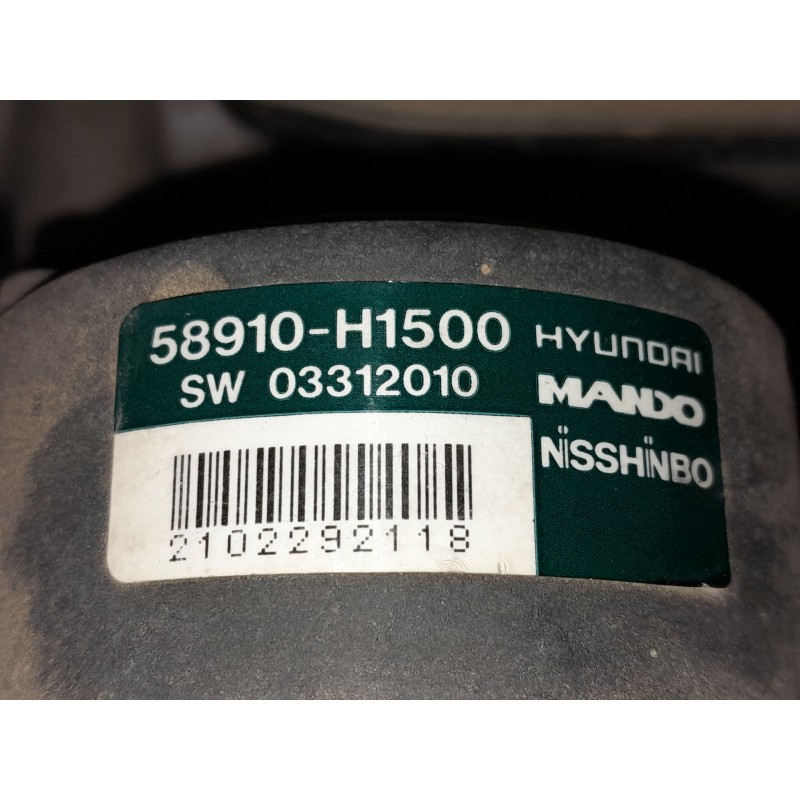 58910-H1500
SW 03312010
HYUNDAI
MANDO
NISSHINBO
2102292118